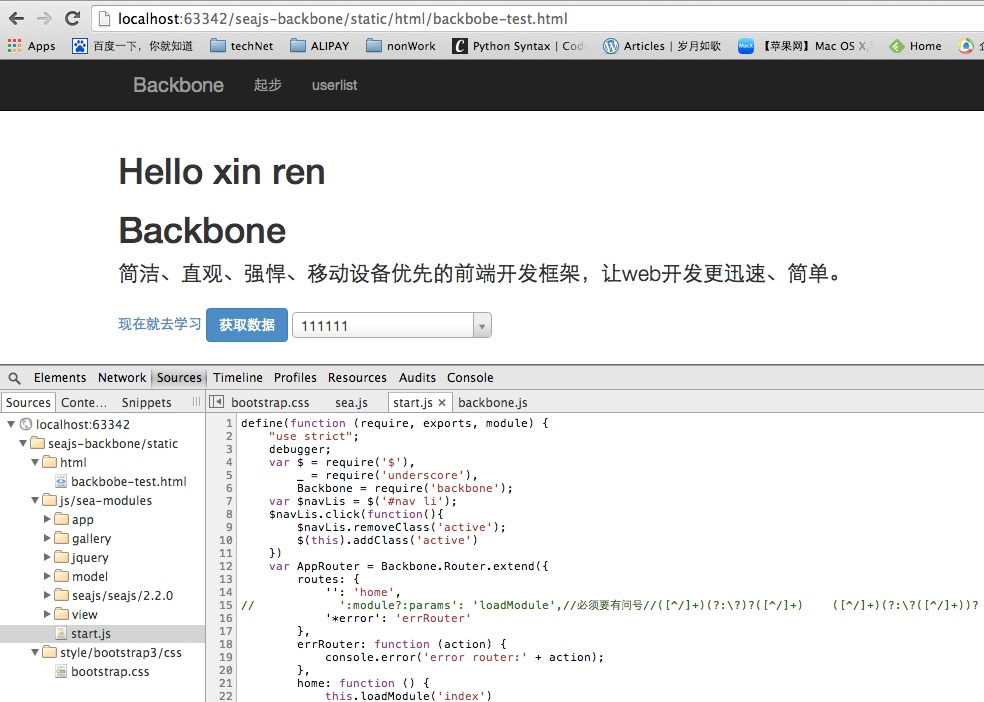 localhost:63342/seajs-backbone/static/html/backbobe-test.html
Apps 百度一下，你就知道 techNet ALIPAY nonWork Python Syntax | Cod Articles | 岁月如歌 【苹果网】Mac OS X, Home
Backbone 起步 userlist
Hello xin ren
Backbone
简洁、直观、强悍、移动设备优先的前端开发框架，让web开发更迅速、简单。
现在就去学习 获取数据 111111
Elements Network Sources Timeline Profiles Resources Audits Console
Sources Conte... Snippets bootstrap.css sea.js start.js × backbone.js
localhost:63342
seajs-backbone/static
html
backbobe-test.html
js/sea-modules
app
gallery
jquery
model
seajs/seajs/2.2.0
view
start.js
style/bootstrap3/css
bootstrap.css
1 define(function (require, exports, module) {
2 "use strict";
3 debugger;
4 var $ = require('$'),
5 _ = require('underscore'),
6 Backbone = require('backbone');
7 var $navLis = $('#nav li');
8 $navLis.click(function(){
9 $navLis.removeClass('active');
10 $(this).addClass('active')
11 })
12 var AppRouter = Backbone.Router.extend({
13 routes: {
14 '': 'home',
15 // ':module?:params': 'loadModule',//必须要有问号//([^/]+)(?:\?)?([^/]+) ([^/]+)(?:\?([^/]+))?
16 '*error': 'errRouter'
17 },
18 errRouter: function (action) {
19 console.error('error router:' + action);
20 },
21 home: function () {
22 this.loadModule('index')